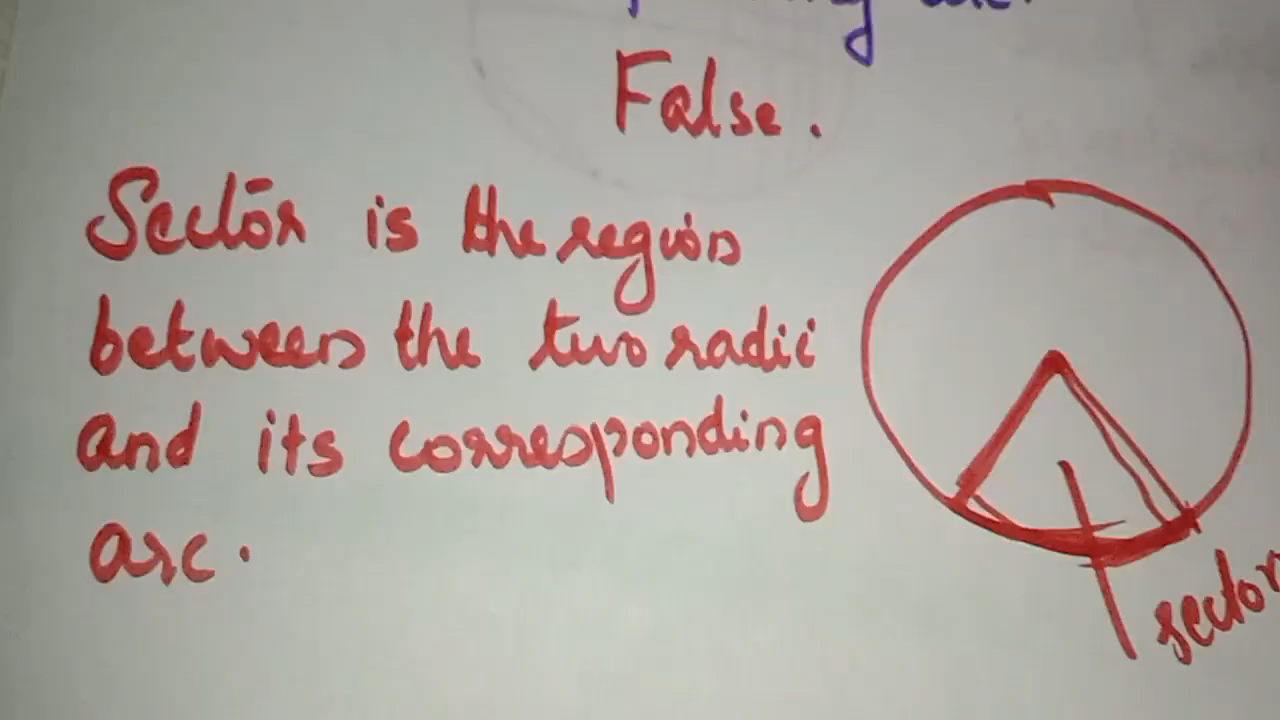 False.
Sector is the region
between the two radii
and its corresponding
arc.
sector